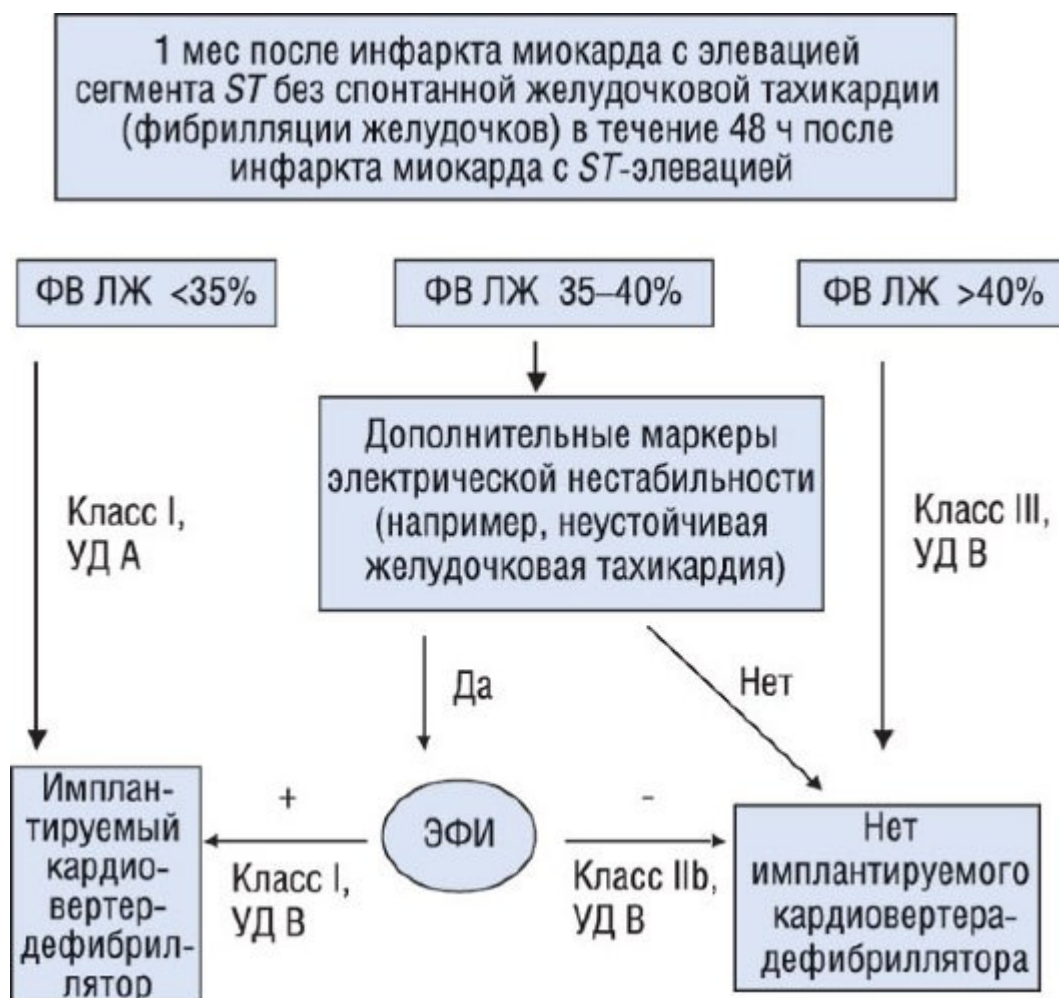 1 мес после инфаркта миокарда с элевацией
сегмента ST без спонтанной желудочковой тахикардии
(фибрилляции желудочков) в течение 48 ч после
инфаркта миокарда с ST-элевацией
ФВ ЛЖ <35%
ФВ ЛЖ 35–40%
ФВ ЛЖ >40%
Дополнительные маркеры
электрической нестабильности
(например, неустойчивая
желудочковая тахикардия)
Класс I,
УД А
Класс III,
УД В
Да
Нет
Имплан-
тируемый
кардио-
вертер-
дефибрил-
лятор
+
Класс I,
УД В
ЭФИ
-
Класс IIb,
УД В
Нет
имплантируемого
кардиовертера-
дефибриллятора